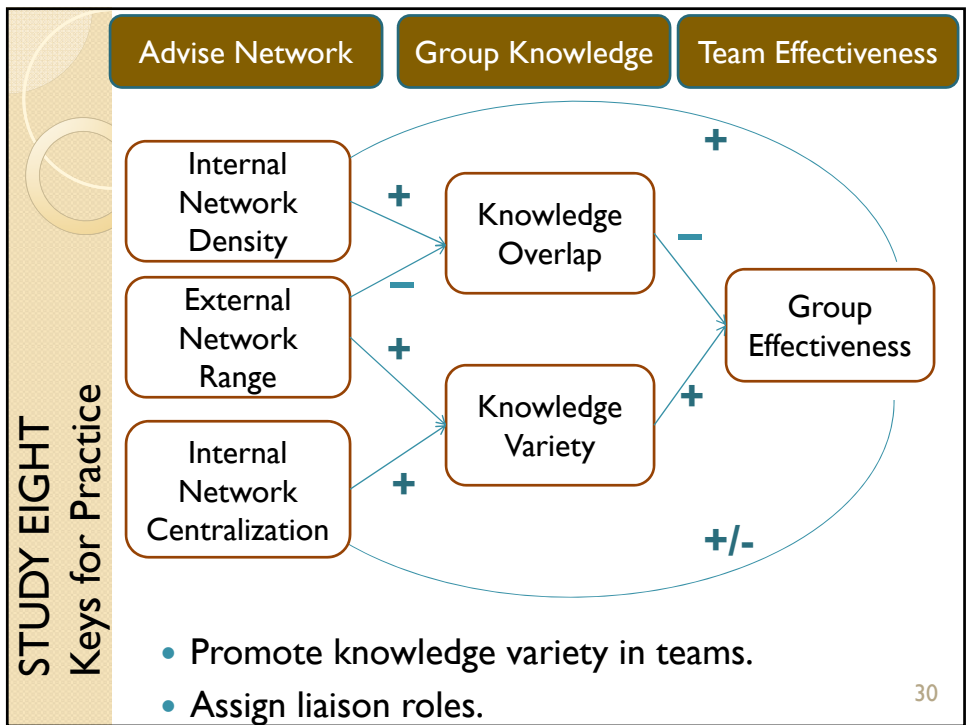 STUDY EIGHT
Keys for Practice
Advise Network
Group Knowledge
Team Effectiveness
Internal
Network
Density
External
Network
Range
Internal
Network
Centralization
+
–
+
+
Knowledge
Overlap
Knowledge
Variety
–
+
+
+/-
Group
Effectiveness
• Promote knowledge variety in teams.
• Assign liaison roles.
30